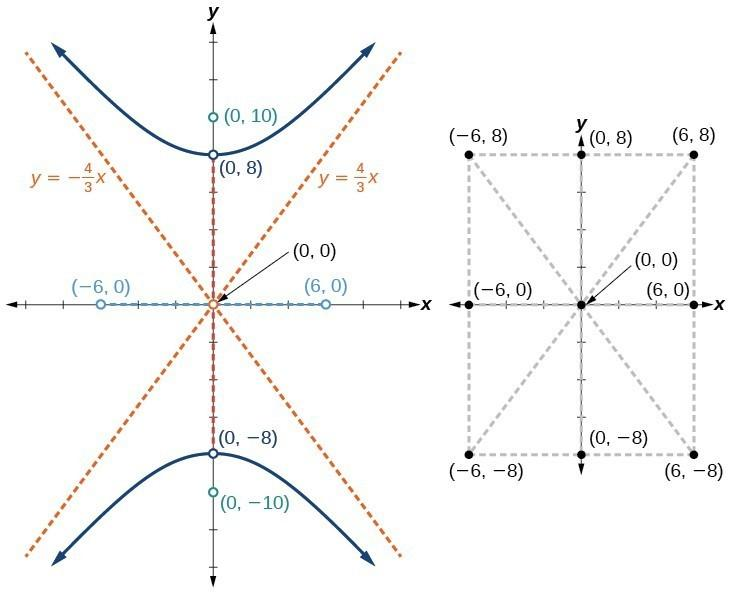 y
(0, 10)
(0, 8)
y = −4/3x
y = 4/3x
(0, 0)
(−6, 0)
(6, 0)
x
(0, −8)
(0, −10)
y
(−6, 8)
(0, 8)
(6, 8)
(0, 0)
(−6, 0)
(6, 0)
x
(0, −8)
(−6, −8)
(6, −8)